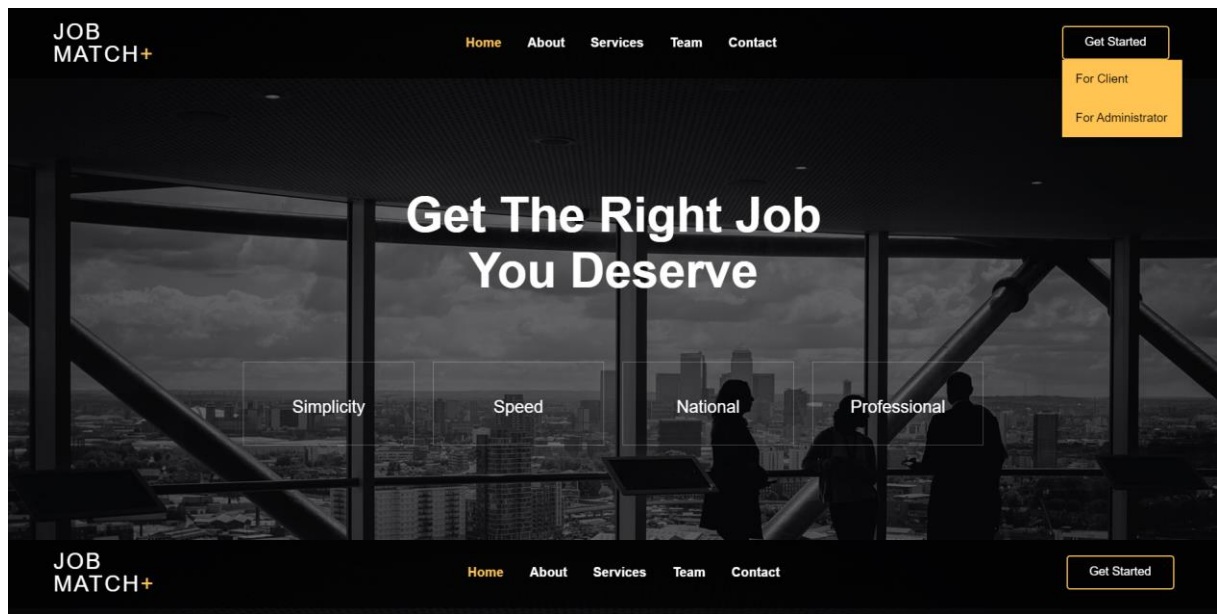 JOB
MATCH+
Home About Services Team Contact
Get Started
For Client
For Administrator
Get The Right Job
You Deserve
Simplicity Speed National Professional
JOB
MATCH+
Home About Services Team Contact
Get Started